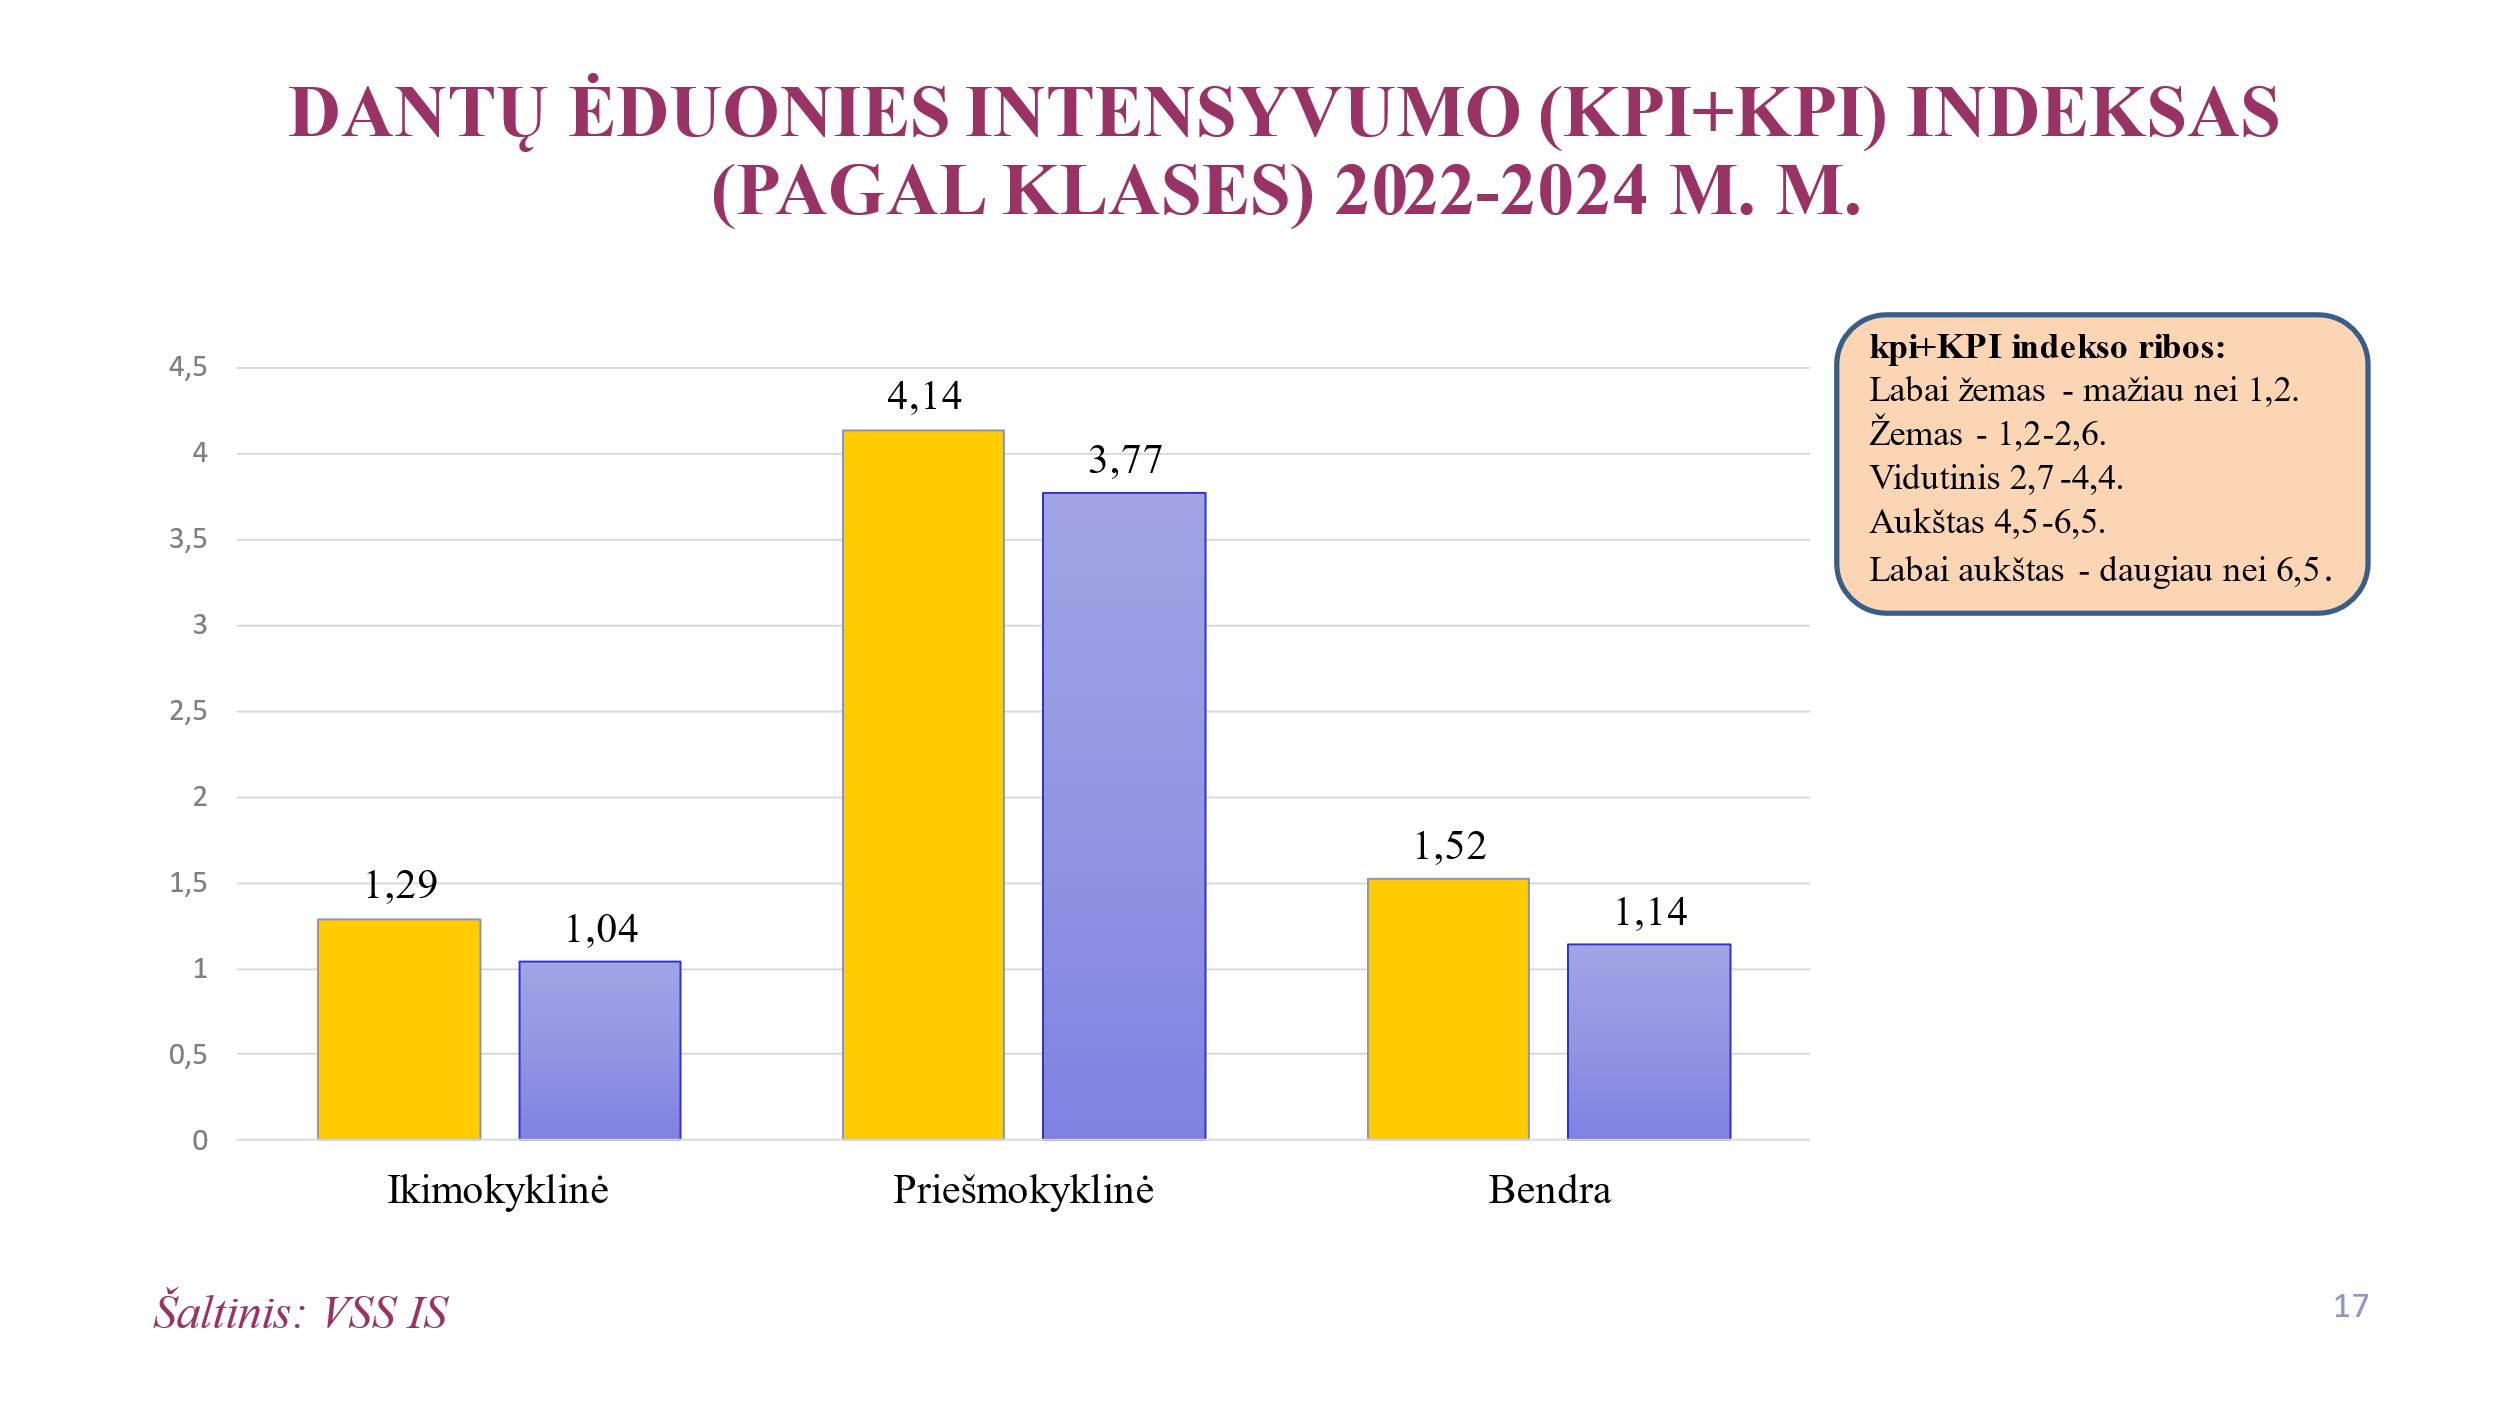 DANTŲ ĖDUONIES INTENSYVUMO (KPI+KPI) INDEKSAS
(PAGAL KLASES) 2022-2024 M. M.
kpi+KPI indekso ribos:
Labai žemas - mažiau nei 1,2.
Žemas - 1,2-2,6.
Vidutinis 2,7-4,4.
Aukštas 4,5-6,5.
Labai aukštas - daugiau nei 6,5.
4,5
4
3,5
3
2,5
2
1,5
1
0,5
0
1,29
1,04
4,14
3,77
1,52
1,14
Ikimokyklinė
Priešmokyklinė
Bendra
Šaltinis: VSS IS
17